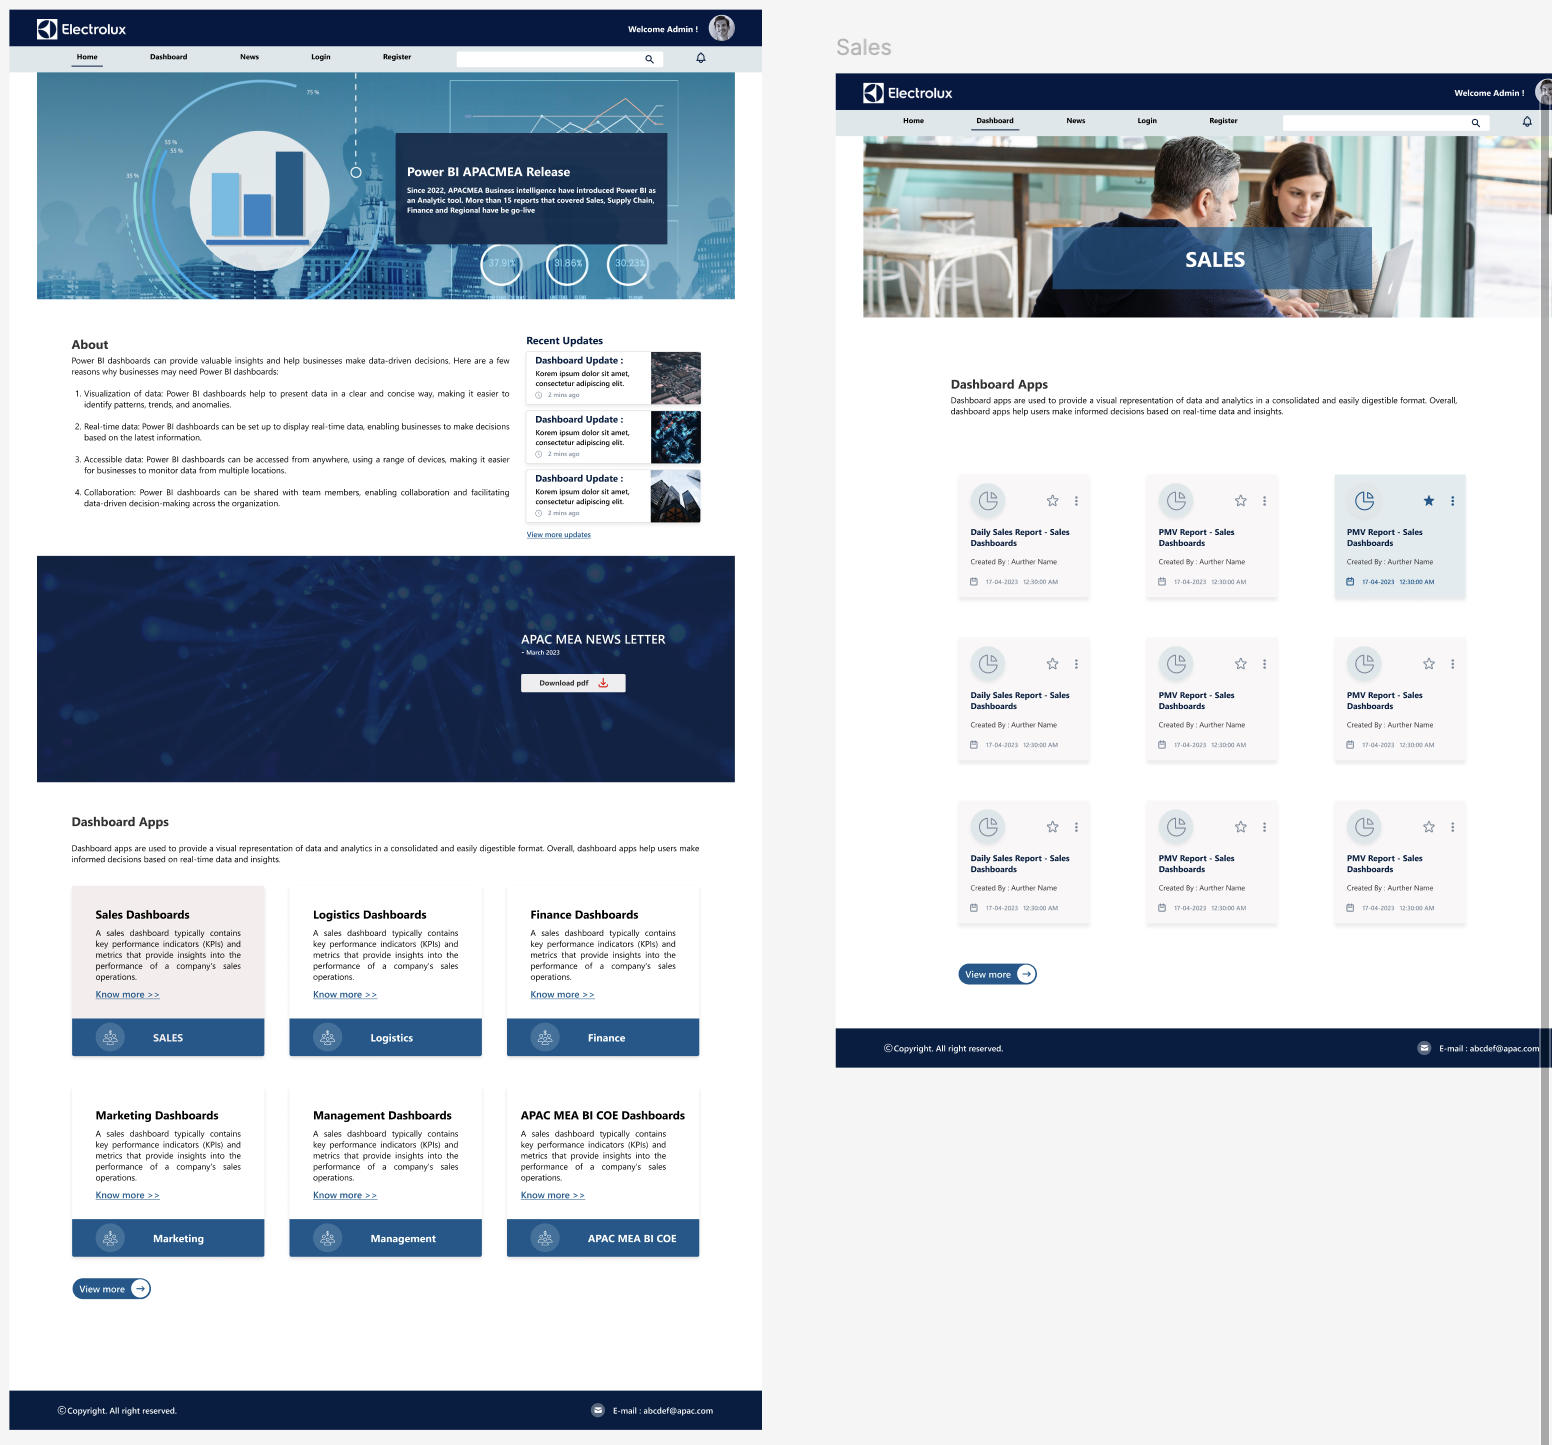 Electrolux
Welcome Admin !
Home
Dashboard
News
Login
Register
75 %
55 %
55 %
35 %
Power BI APACMEA Release
Since 2022, APACMEA Business intelligence have introduced Power BI as
an Analytic tool. More than 15 reports that covered Sales, Supply Chain,
Finance and Regional have be go-live
37.91%
31.86%
30.23%
About
Power BI dashboards can provide valuable insights and help businesses make data-driven decisions. Here are a few
reasons why businesses may need Power BI dashboards:
1. Visualization of data: Power BI dashboards help to present data in a clear and concise way, making it easier to
identify patterns, trends, and anomalies.
2. Real-time data: Power BI dashboards can be set up to display real-time data, enabling businesses to make decisions
based on the latest information.
3. Accessible data: Power BI dashboards can be accessed from anywhere, using a range of devices, making it easier
for businesses to monitor data from multiple locations.
4. Collaboration: Power BI dashboards can be shared with team members, enabling collaboration and facilitating
data-driven decision-making across the organization.
Recent Updates
Dashboard Update :
Korem ipsum dolor sit amet,
consectetur adipiscing elit.
2 mins ago
Dashboard Update :
Korem ipsum dolor sit amet,
consectetur adipiscing elit.
2 mins ago
Dashboard Update :
Korem ipsum dolor sit amet,
consectetur adipiscing elit.
2 mins ago
View more updates
APAC MEA NEWS LETTER
- March 2023
Download pdf
Dashboard Apps
Dashboard apps are used to provide a visual representation of data and analytics in a consolidated and easily digestible format. Overall, dashboard apps help users make
informed decisions based on real-time data and insights.
Sales Dashboards
A sales dashboard typically contains
key performance indicators (KPIs) and
metrics that provide insights into the
performance of a company's sales
operations.
Know more >>
SALES
Logistics Dashboards
A sales dashboard typically contains
key performance indicators (KPIs) and
metrics that provide insights into the
performance of a company's sales
operations.
Know more >>
Logistics
Finance Dashboards
A sales dashboard typically contains
key performance indicators (KPIs) and
metrics that provide insights into the
performance of a company's sales
operations.
Know more >>
Finance
Marketing Dashboards
A sales dashboard typically contains
key performance indicators (KPIs) and
metrics that provide insights into the
performance of a company's sales
operations.
Know more >>
Marketing
Management Dashboards
A sales dashboard typically contains
key performance indicators (KPIs) and
metrics that provide insights into the
performance of a company's sales
operations.
Know more >>
Management
APAC MEA BI COE Dashboards
A sales dashboard typically contains
key performance indicators (KPIs) and
metrics that provide insights into the
performance of a company's sales
operations.
Know more >>
APAC MEA BI COE
View more
© Copyright. All right reserved.
E-mail : abcdef@apac.com
Sales
Electrolux
Welcome Admin !
Home
Dashboard
News
Login
Register
SALES
Dashboard Apps
Dashboard apps are used to provide a visual representation of data and analytics in a consolidated and easily digestible format. Overall,
dashboard apps help users make informed decisions based on real-time data and insights.
Daily Sales Report - Sales
Dashboards
Created By : Aurther Name
17-04-2023 12:30:00 AM
PMV Report - Sales
Dashboards
Created By : Aurther Name
17-04-2023 12:30:00 AM
PMV Report - Sales
Dashboards
Created By : Aurther Name
17-04-2023 12:30:00 AM
Daily Sales Report - Sales
Dashboards
Created By : Aurther Name
17-04-2023 12:30:00 AM
PMV Report - Sales
Dashboards
Created By : Aurther Name
17-04-2023 12:30:00 AM
PMV Report - Sales
Dashboards
Created By : Aurther Name
17-04-2023 12:30:00 AM
Daily Sales Report - Sales
Dashboards
Created By : Aurther Name
17-04-2023 12:30:00 AM
PMV Report - Sales
Dashboards
Created By : Aurther Name
17-04-2023 12:30:00 AM
PMV Report - Sales
Dashboards
Created By : Aurther Name
17-04-2023 12:30:00 AM
View more
© Copyright. All right reserved.
E-mail : abcdef@apac.com